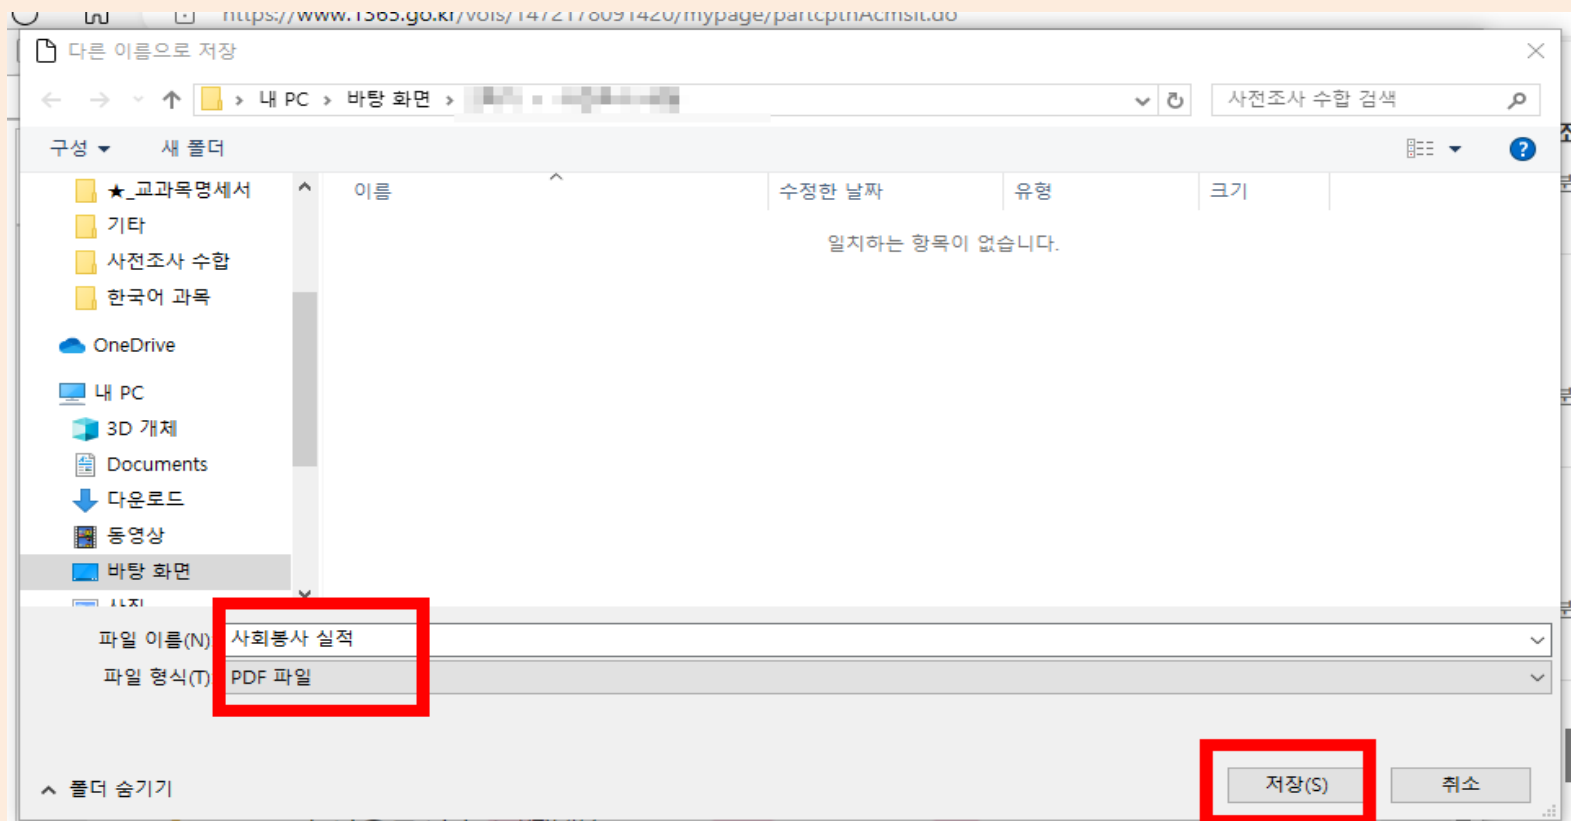 https://www.1365.go.kr/vols/1472178091420/mypage/partcptnAcmslt.do
다른 이름으로 저장
내 PC > 바탕 화면 >
사전조사 수합 검색
구성
새 폴더
이름
수정한 날짜
유형
크기
일치하는 항목이 없습니다.
★_교과목명세서
기타
사전조사 수합
한국어 과목
OneDrive
내 PC
3D 개체
Documents
다운로드
동영상
바탕 화면
파일 이름(N): 사회봉사 실적
파일 형식(T): PDF 파일
폴더 숨기기
저장(S)
취소